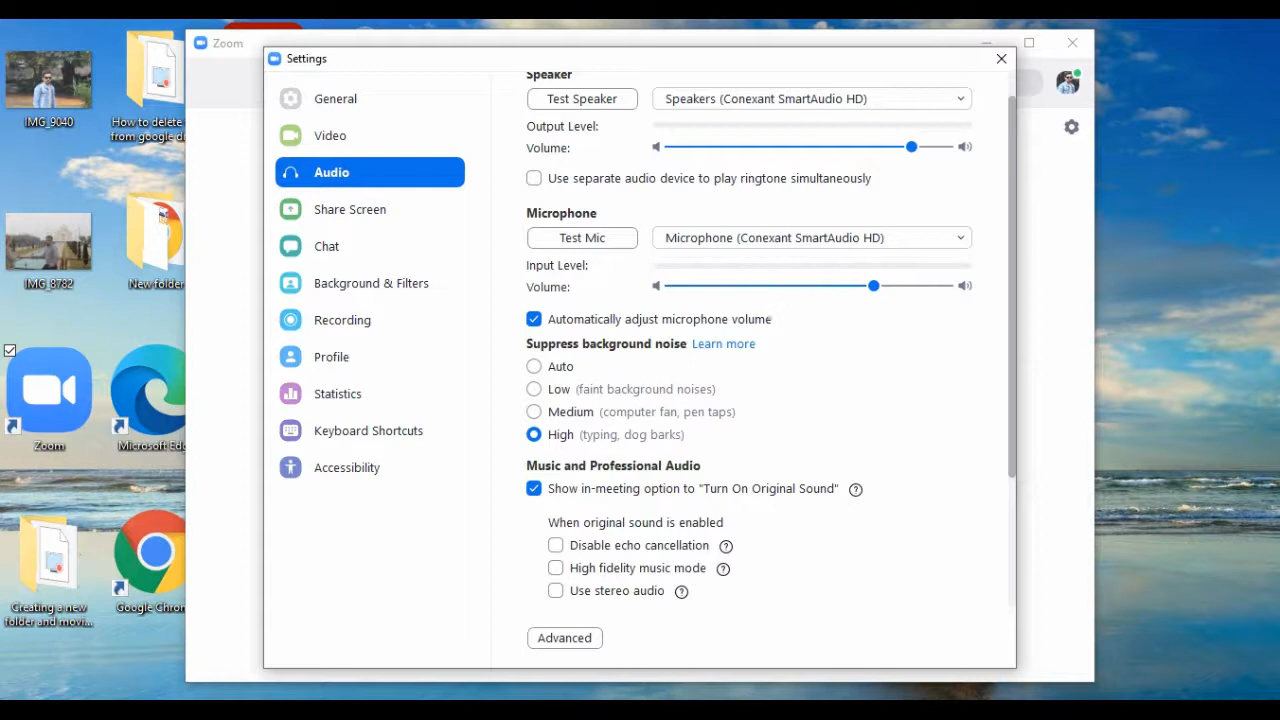 Zoom
Settings
IMG_9040
How to delete
from google d
IMG_8782
New folder
Zoom
Microsoft Edg
Creating a new
folder and movi...
Google Chro
General
Video
Audio
Share Screen
Chat
Background & Filters
Recording
Profile
Statistics
Keyboard Shortcuts
Accessibility
Speaker
Test Speaker
Speakers (Conexant SmartAudio HD)
Output Level:
Volume:
Use separate audio device to play ringtone simultaneously
Microphone
Test Mic
Microphone (Conexant SmartAudio HD)
Input Level:
Volume:
Automatically adjust microphone volume
Suppress background noise Learn more
Auto
Low (faint background noises)
Medium (computer fan, pen taps)
High (typing, dog barks)
Music and Professional Audio
Show in-meeting option to "Turn On Original Sound" ?
When original sound is enabled
Disable echo cancellation ?
High fidelity music mode ?
Use stereo audio ?
Advanced